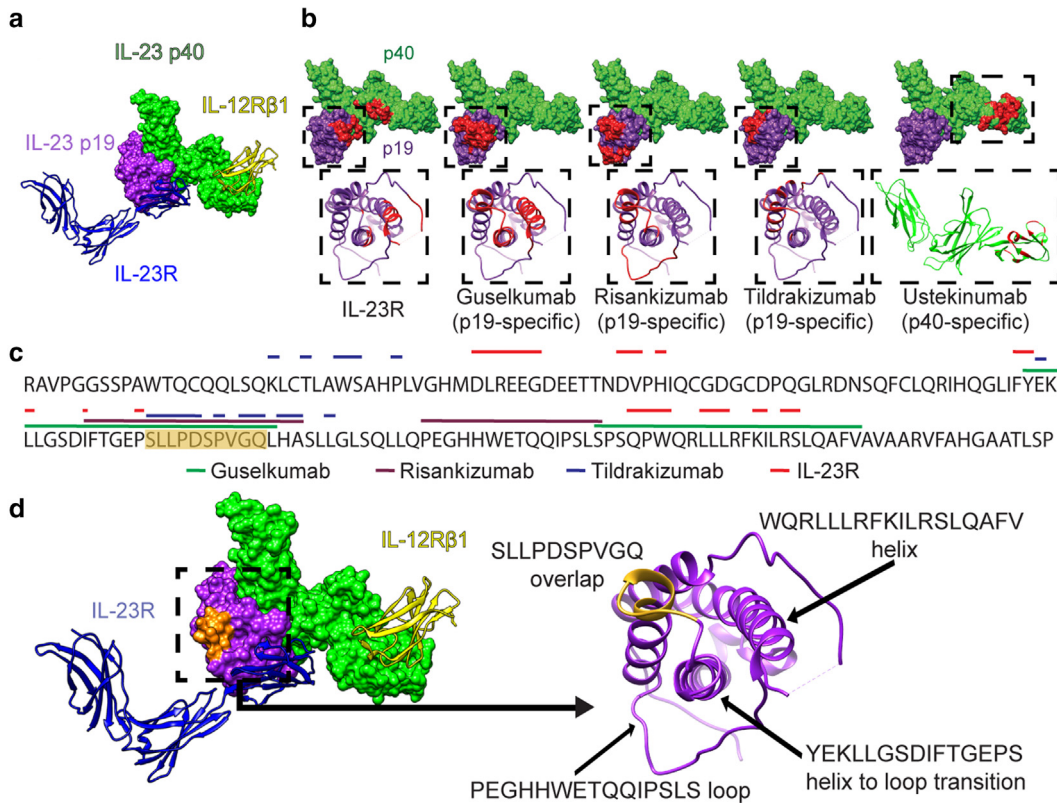 a
IL-23 p40
IL-12Rβ1
IL-23 p19
IL-23R
b
p40
p19
IL-23R
Guselkumab
(p19-specific)
Risankizumab
(p19-specific)
Tildrakizumab
(p19-specific)
Ustekinumab
(p40-specific)
c
RAVPGGSSPAWTQCQQLSQKLCTLAWSAHPLVGHMDLREEGDEETTNDVPHIQCGDGCDPQGLRDNSQFCLQRIHQGLIFYEK
LLGSDIFTGEPSLLPDSPVGQLHASLLGLSQLLQPEGHHWETQQIPSLSPSQPWQRLLLRFKILRSLQAFVAVAARVFAHGAATLSP
Guselkumab
Risankizumab
Tildrakizumab
IL-23R
d
IL-12Rβ1
IL-23R
SLLPDSPVGQ
overlap
WQRLLLRFKILRSLQAFV
helix
PEGHHWETQQIPSLS loop
YEKLLGSDIFTGEPS
helix to loop transition